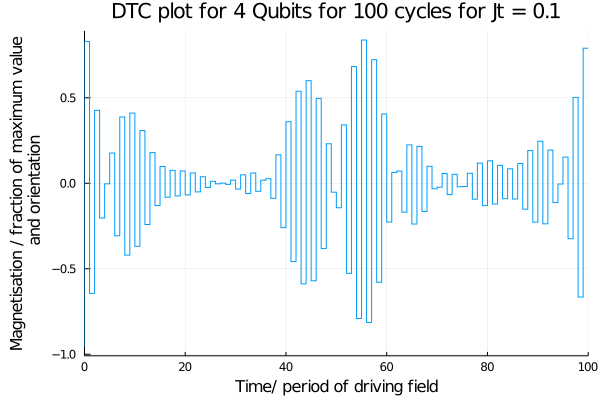 DTC plot for 4 Qubits for 100 cycles for Jt = 0.1
Magnetisation / fraction of maximum value
and orientation
0.5
0.0
−0.5
−1.0
0
20
40
60
80
100
Time/ period of driving field